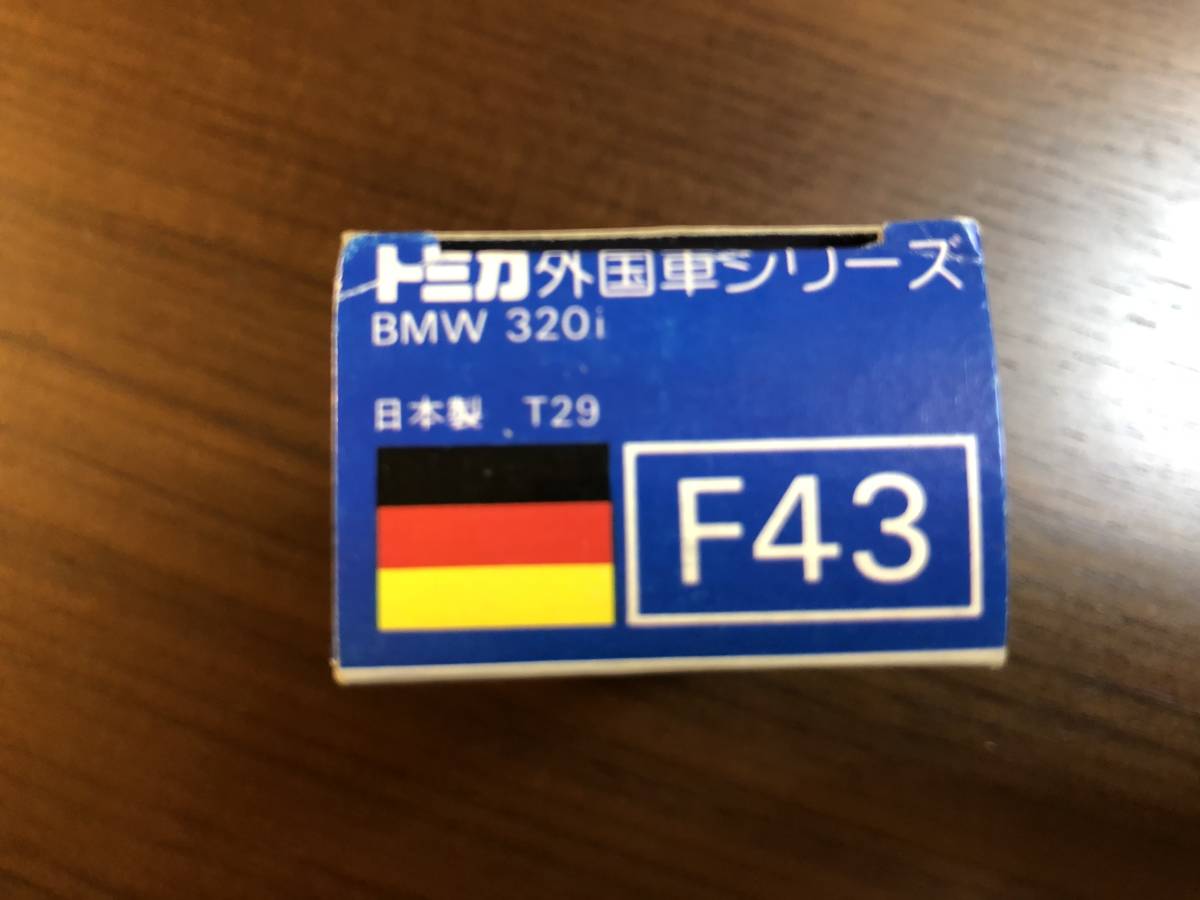 トミカ外国車シリーズ
BMW 320i
日本製 T29
F43